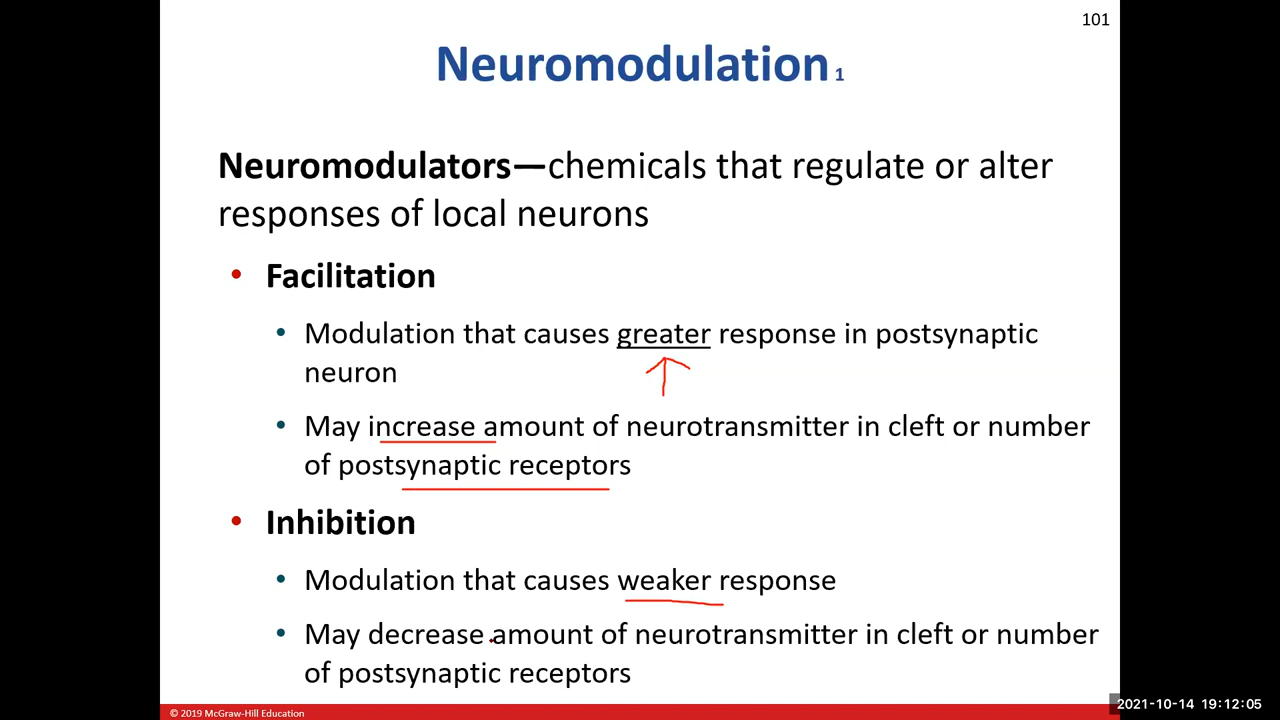 101
Neuromodulation 1
Neuromodulators—chemicals that regulate or alter
responses of local neurons
• Facilitation
• Modulation that causes greater response in postsynaptic
neuron
• May increase amount of neurotransmitter in cleft or number
of postsynaptic receptors
• Inhibition
• Modulation that causes weaker response
• May decrease amount of neurotransmitter in cleft or number
of postsynaptic receptors
© 2019 McGraw-Hill Education
2021-10-14 19:12:05